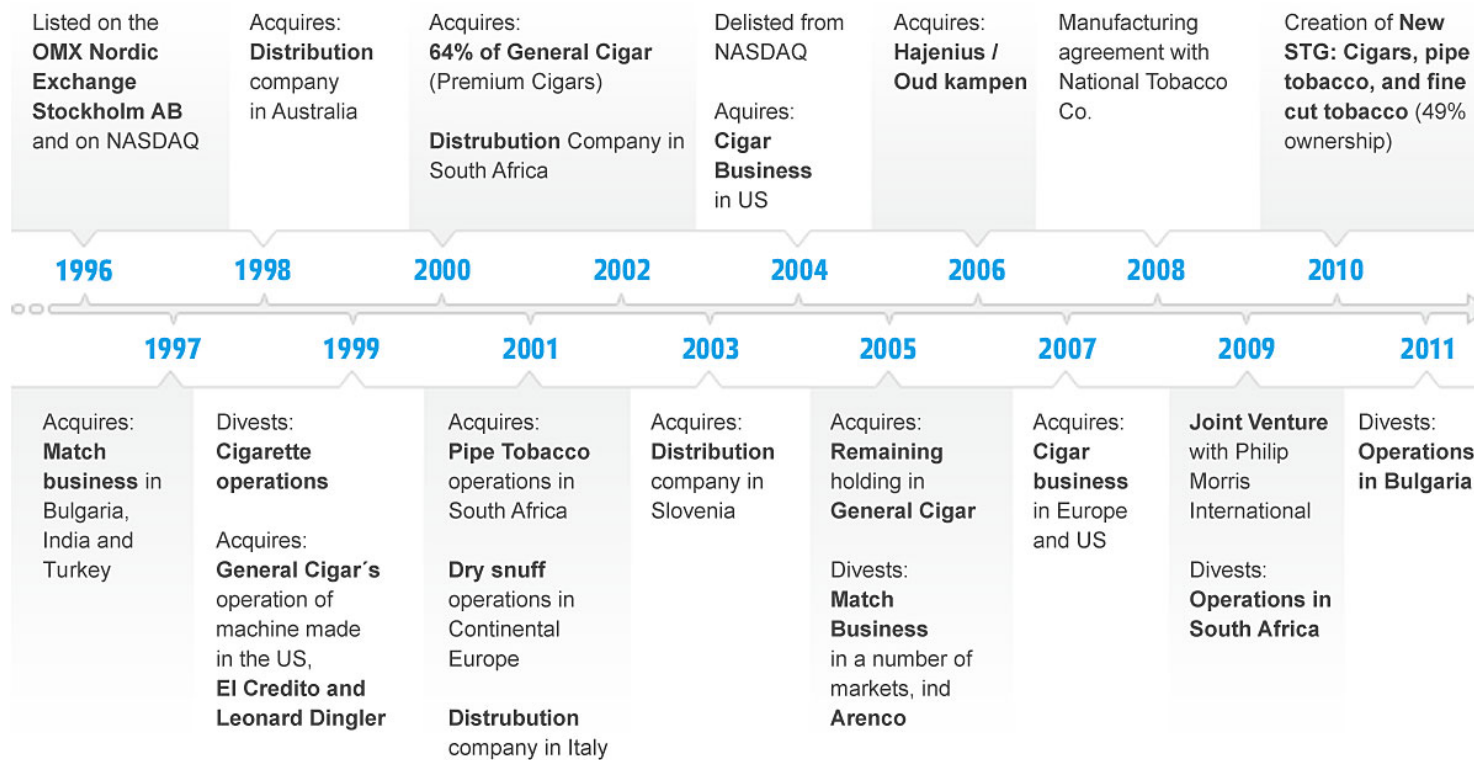 Listed on the
OMX Nordic
Exchange
Stockholm AB
and on NASDAQ
Acquires:
Distribution
company
in Australia
Acquires:
64% of General Cigar
(Premium Cigars)
Distrubution Company in
South Africa
Delisted from
NASDAQ
Aquires:
Cigar
Business
in US
Acquires:
Hajenius /
Oud kampen
Manufacturing
agreement with
National Tobacco
Co.
Creation of New
STG: Cigars, pipe
tobacco, and fine
cut tobacco (49%
ownership)
1996
1998
2000
2002
2004
2006
2008
2010
1997
1999
2001
2003
2005
2007
2009
2011
Acquires:
Match
business in
Bulgaria,
India and
Turkey
Divests:
Cigarette
operations
Acquires:
General Cigar´s
operation of
machine made
in the US,
El Credito and
Leonard Dingler
Acquires:
Pipe Tobacco
operations in
South Africa
Dry snuff
operations in
Continental
Europe
Distrubution
company in Italy
Acquires:
Distribution
company in
Slovenia
Acquires:
Remaining
holding in
General Cigar
Divests:
Match
Business
in a number of
markets, ind
Arenco
Acquires:
Cigar
business
in Europe
and US
Joint Venture
with Philip
Morris
International
Divests:
Operations in
South Africa
Divests:
Operations
in Bulgaria